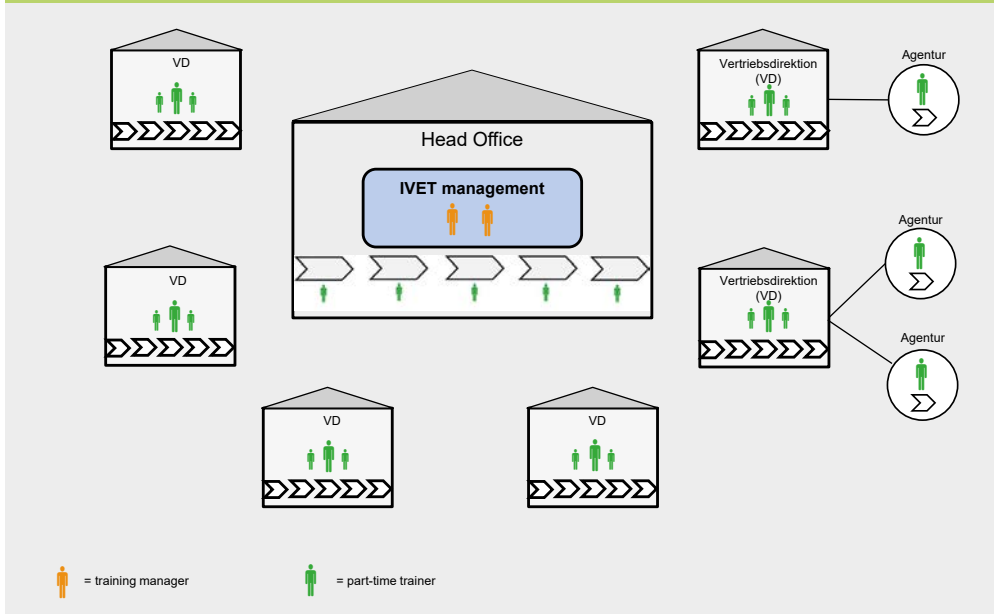 VD
Vertriebsdirektion
(VD)
Agentur
Head Office
IVET management
Agentur
VD
Vertriebsdirektion
(VD)
Agentur
VD
VD
= training manager
= part-time trainer